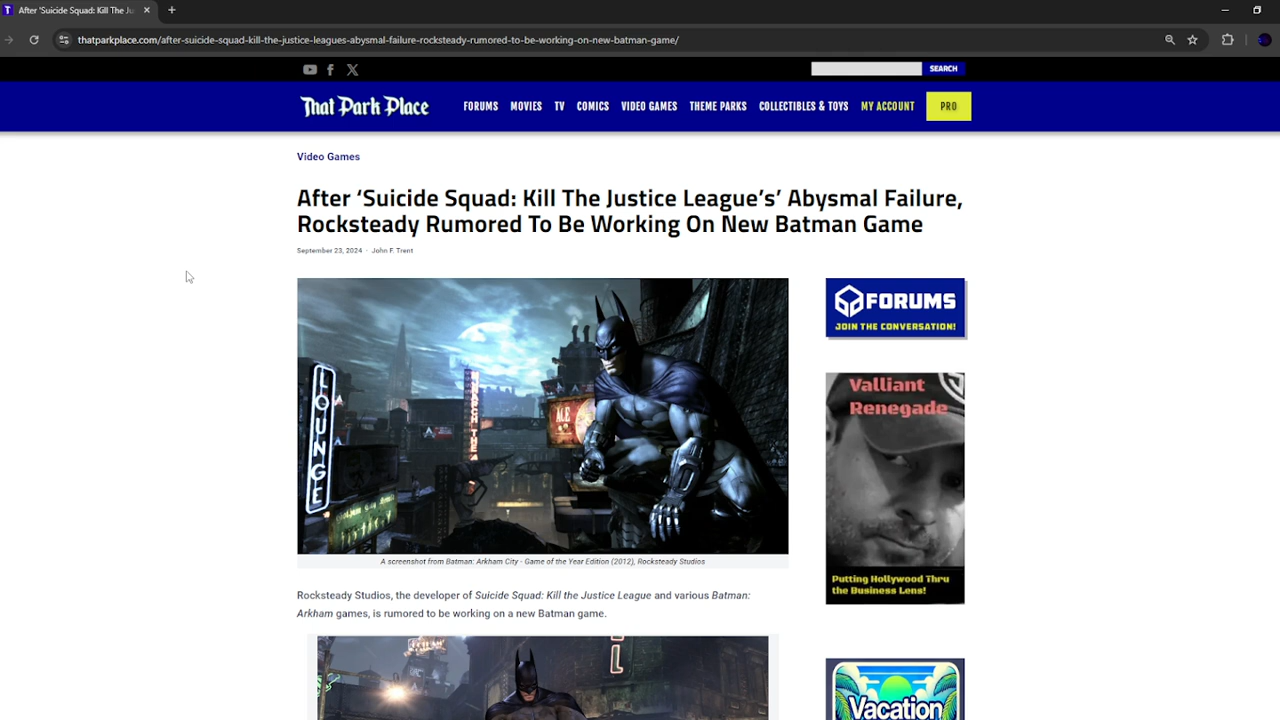 After 'Suicide Squad: Kill The Ju
thatparkplace.com/after-suicide-squad-kill-the-justice-leagues-abysmal-failure-rocksteady-rumored-to-be-working-on-new-batman-game/
SEARCH
That Park Place
FORUMS MOVIES TV COMICS VIDEO GAMES THEME PARKS COLLECTIBLES & TOYS MY ACCOUNT PRO
Video Games
After ‘Suicide Squad: Kill The Justice League’s’ Abysmal Failure,
Rocksteady Rumored To Be Working On New Batman Game
September 23, 2024 · John F. Trent
FORUMS
JOIN THE CONVERSATION!
LOUNGE
ACE
Valliant
Renegade
Putting Hollywood Thru
the Business Lens!
A screenshot from Batman: Arkham City - Game of the Year Edition (2012), Rocksteady Studios
Rocksteady Studios, the developer of Suicide Squad: Kill the Justice League and various Batman:
Arkham games, is rumored to be working on a new Batman game.
Vacation